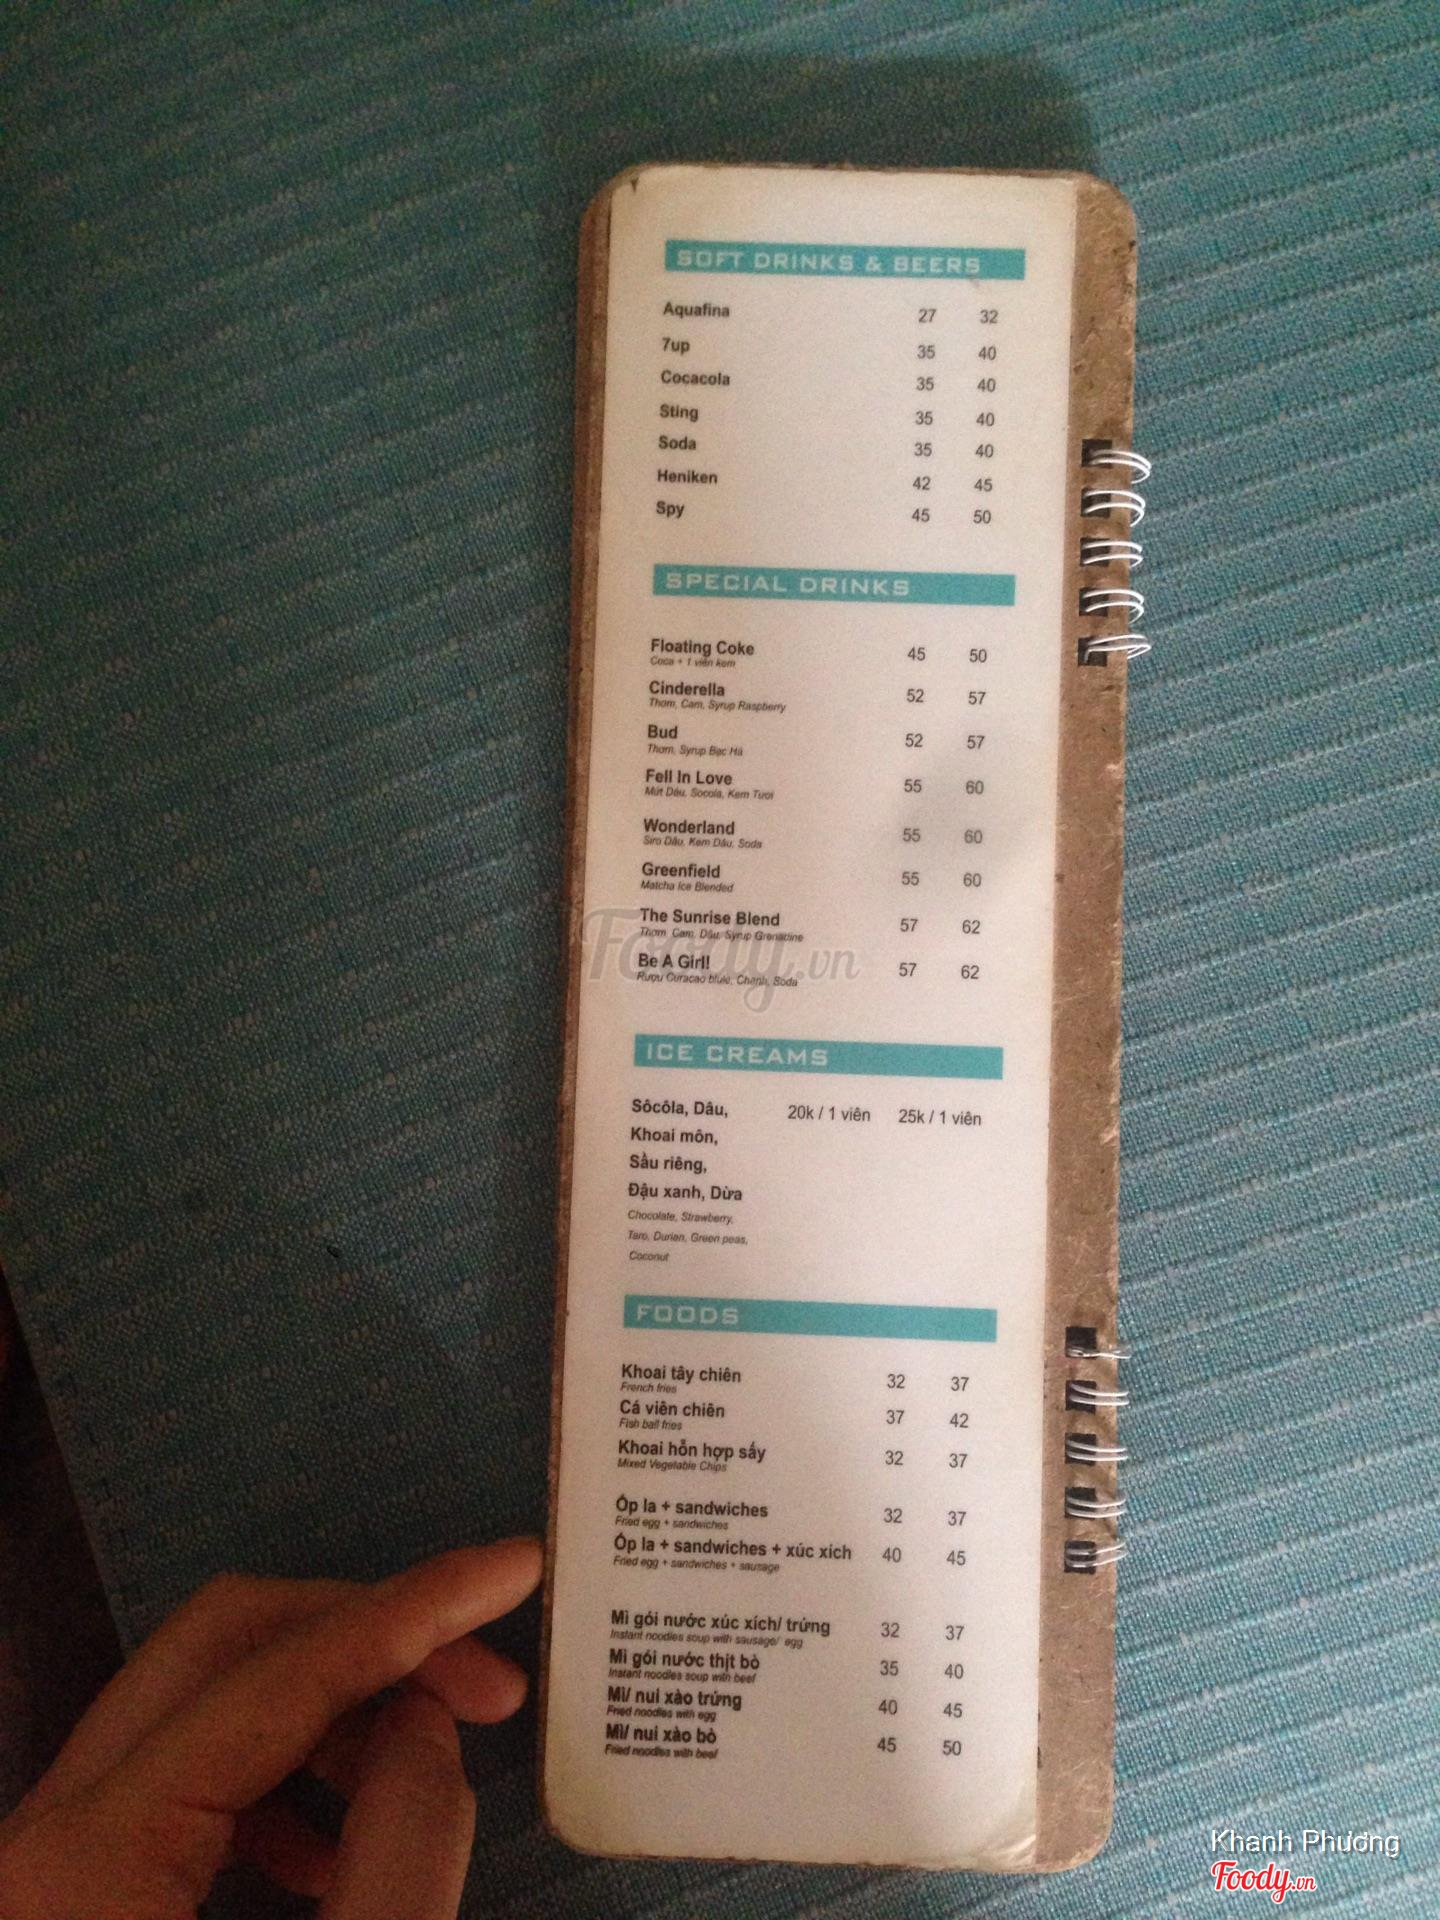 SOFT DRINKS & BEERS
Aquafina 27 32
7up 35 40
Cocacola 35 40
Sting 35 40
Soda 35 40
Heniken 42 45
Spy 45 50
SPECIAL DRINKS
Floating Coke 45 50
Coca + 1 viên kem
Cinderella 52 57
Thơm, Cam, Syrup Raspberry
Bud 52 57
Thơm, Syrup Bạc Hà
Fell In Love 55 60
Mứt Dâu, Socola, Kem Tươi
Wonderland 55 60
Siro Dâu, Kem Dâu, Soda
Greenfield 55 60
Matcha Ice Blended
The Sunrise Blend 57 62
Thơm, Cam, Dâu, Syrup Grenadine
Be A Girl! 57 62
Rượu Curacao blule, Chanh, Soda
Foody.vn
ICE CREAMS
Sôcôla, Dâu, 20k / 1 viên 25k / 1 viên
Khoai môn,
Sầu riêng,
Đậu xanh, Dừa
Chocolate, Strawberry,
Taro, Durian, Green peas,
Coconut
FOODS
Khoai tây chiên 32 37
French fries
Cá viên chiên 37 42
Fish ball fries
Khoai hỗn hợp sấy 32 37
Mixed Vegetable Chips
Ốp la + sandwiches 32 37
Fried egg + sandwiches
Ốp la + sandwiches + xúc xích 40 45
Fried egg + sandwiches + sausage
Mì gói nước xúc xích/ trứng 32 37
Instant noodles soup with sausage/ egg
Mì gói nước thịt bò 35 40
Instant noodles soup with beef
Mì/ nui xào trứng 40 45
Fried noodles with egg
Mì/ nui xào bò 45 50
Fried noodles with beef
Khanh Phương
Foody.vn